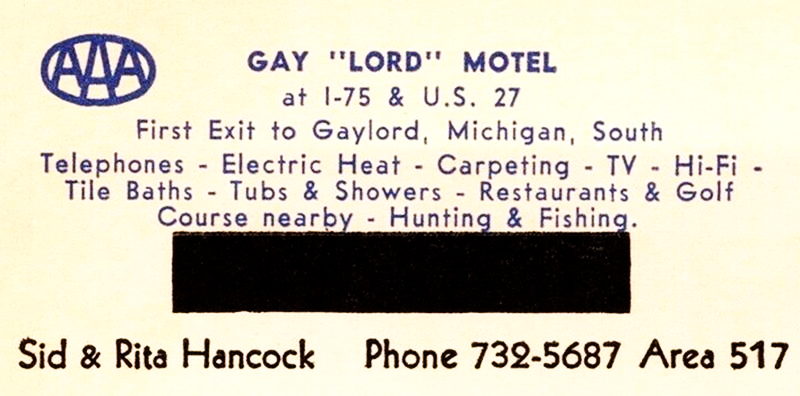 AAA
GAY "LORD" MOTEL
at I-75 & U.S. 27
First Exit to Gaylord, Michigan, South
Telephones - Electric Heat - Carpeting - TV - Hi-Fi -
Tile Baths - Tubs & Showers - Restaurants & Golf
Course nearby - Hunting & Fishing.
Sid & Rita Hancock Phone 732-5687 Area 517